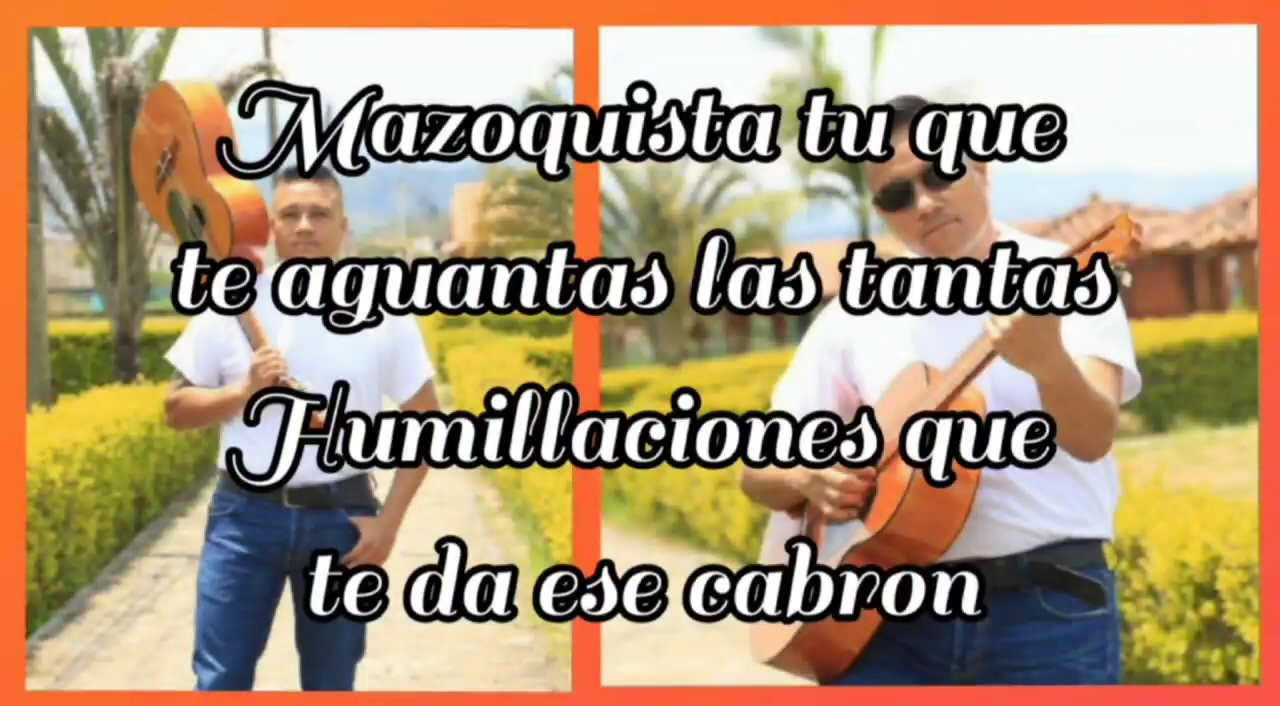 Mazoquista tu que
te aguantas las tantas
Humillaciones que
te da ese cabron